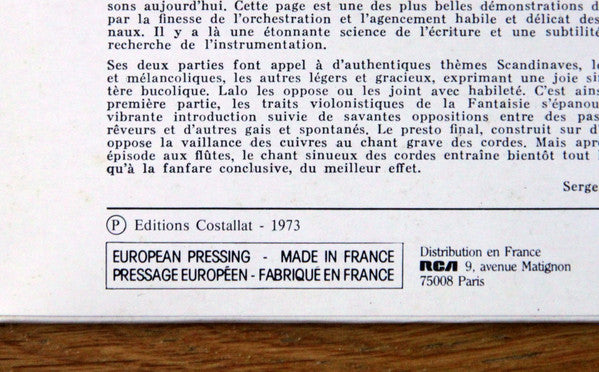 sons aujourd'hui. Cette page est une des plus belles démonstrations
par la finesse de l'orchestration et l'agencement habile et délicat des
naux. Il y a là une étonnante science de l'écriture et une subtilité
recherche de l'instrumentation.
Ses deux parties font appel à d'authentiques thèmes Scandinaves,
et mélancoliques, les autres légers et gracieux, exprimant une joie
tère bucolique. Lalo les oppose ou les joint avec habileté. C'est
première partie, les traits violonistiques de la Fantaisie
vibrante introduction suivie de savantes oppositions entre des
rêveurs et d'autres gais et spontanés. Le presto final, construit sur
oppose la vaillance des cuivres au chant grave des cordes. Mais
épisode aux flûtes, le chant sinueux des cordes entraîne bientôt tout
qu'à la fanfare conclusive, du meilleur effet.
Serge
Ⓟ Editions Costallat - 1973
EUROPEAN PRESSING - MADE IN FRANCE
PRESSAGE EUROPÉEN - FABRIQUÉ EN FRANCE
Distribution en France
RCA 9, avenue Matignon
75008 Paris